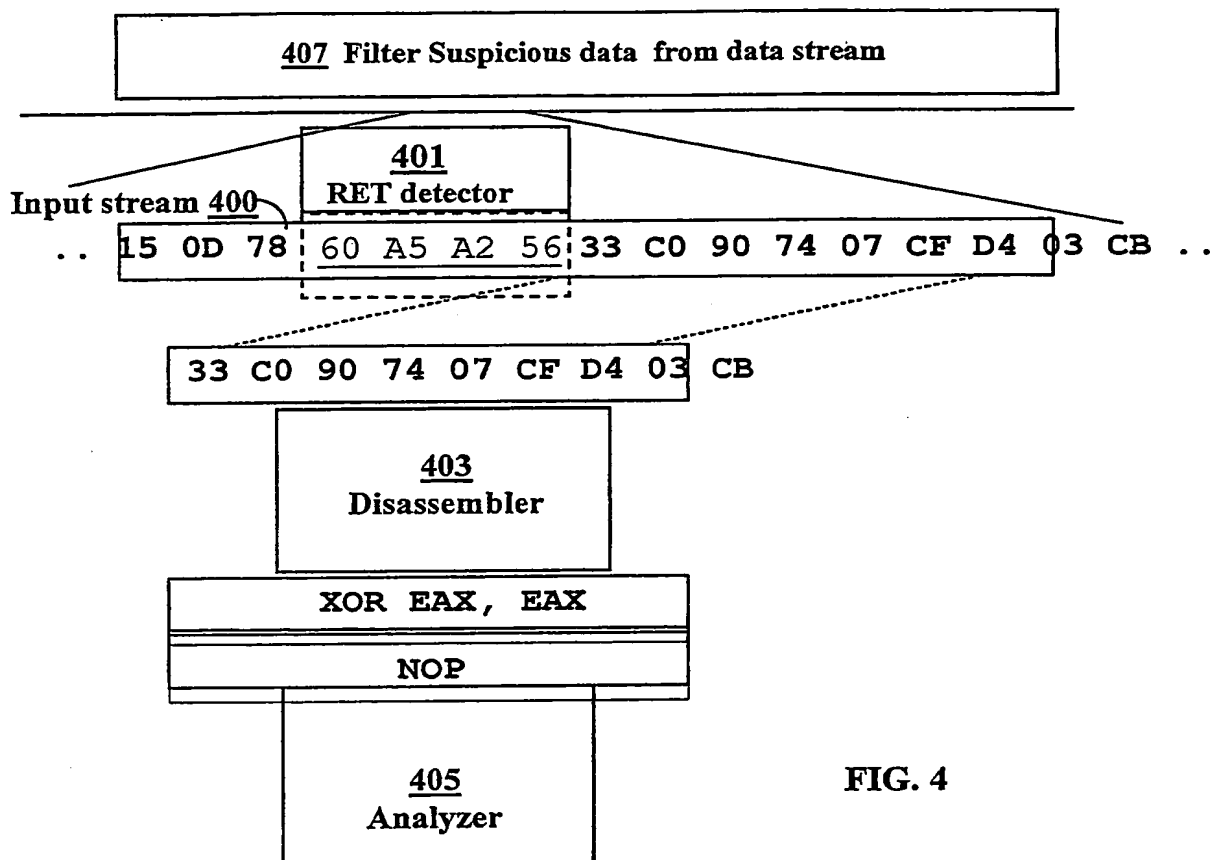 407 Filter Suspicious data from data stream
401
RET detector
Input stream 400
.. 15 0D 78 60 A5 A2 56 33 C0 90 74 07 CF D4 03 CB ..
33 C0 90 74 07 CF D4 03 CB
403
Disassembler
XOR EAX, EAX
NOP
405
Analyzer
FIG. 4